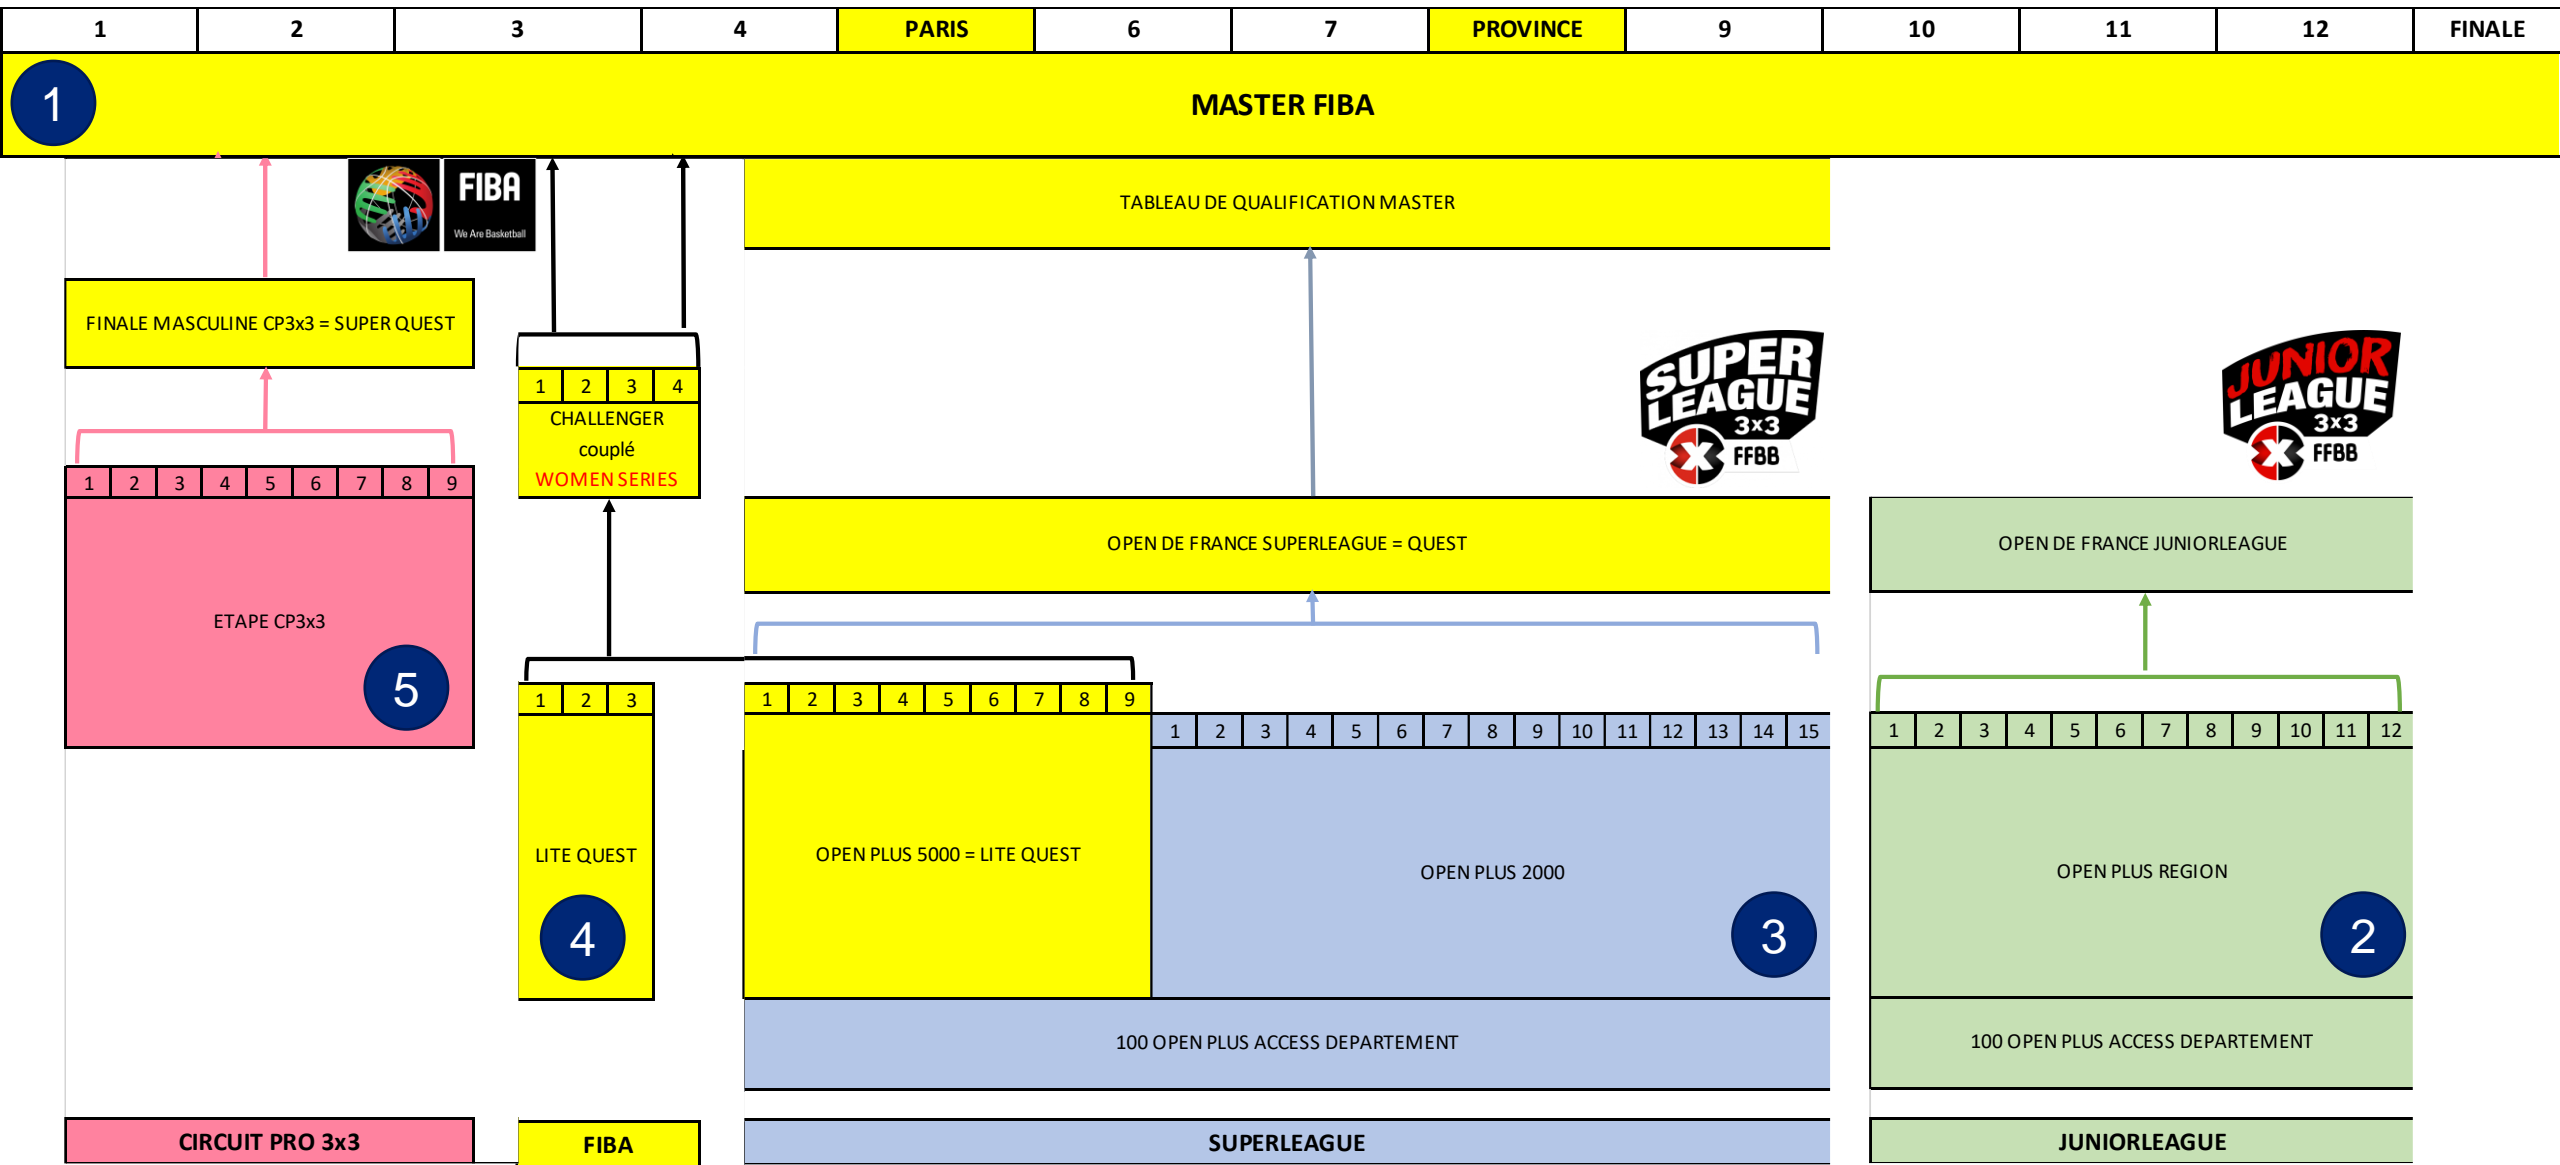 1 2 3 4 PARIS 6 7 PROVINCE 9 10 11 12 FINALE
1
MASTER FIBA
FIBA
We Are Basketball
TABLEAU DE QUALIFICATION MASTER
FINALE MASCULINE CP3x3 = SUPER QUEST
1 2 3 4
CHALLENGER
couplé
WOMEN SERIES
SUPER
LEAGUE
3x3
FFBB
JUNIOR
LEAGUE
3x3
FFBB
1 2 3 4 5 6 7 8 9
ETAPE CP3x3
5
OPEN DE FRANCE SUPERLEAGUE = QUEST
OPEN DE FRANCE JUNIORLEAGUE
1 2 3
LITE QUEST
4
1 2 3 4 5 6 7 8 9
OPEN PLUS 5000 = LITE QUEST
1 2 3 4 5 6 7 8 9 10 11 12 13 14 15
OPEN PLUS 2000
3
1 2 3 4 5 6 7 8 9 10 11 12
OPEN PLUS REGION
2
100 OPEN PLUS ACCESS DEPARTEMENT
100 OPEN PLUS ACCESS DEPARTEMENT
CIRCUIT PRO 3x3
FIBA
SUPERLEAGUE
JUNIORLEAGUE